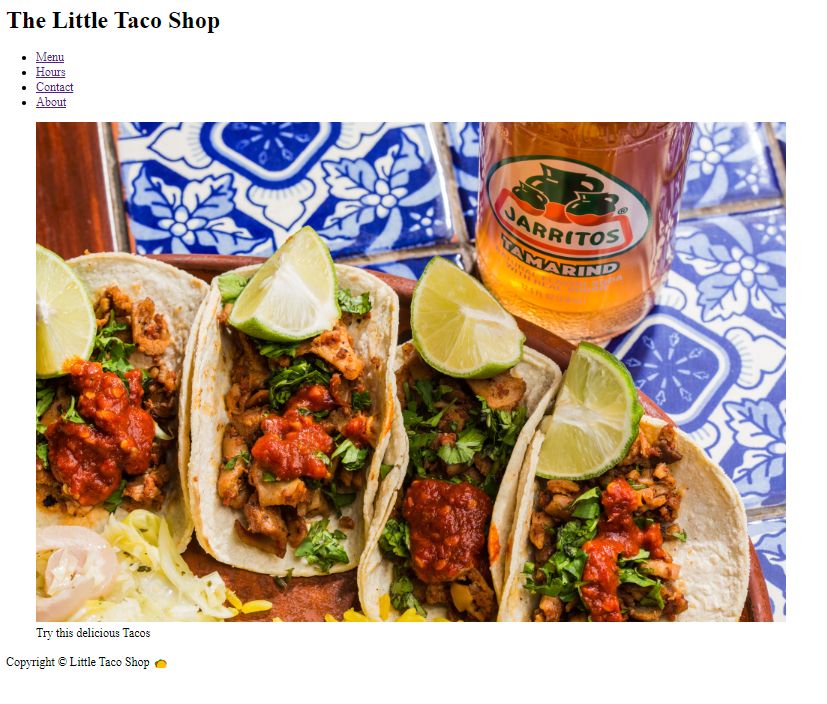 The Little Taco Shop
Menu
Hours
Contact
About
JARRITOS®
TAMARIND
Try this delicious Tacos
Copyright © Little Taco Shop 🌮